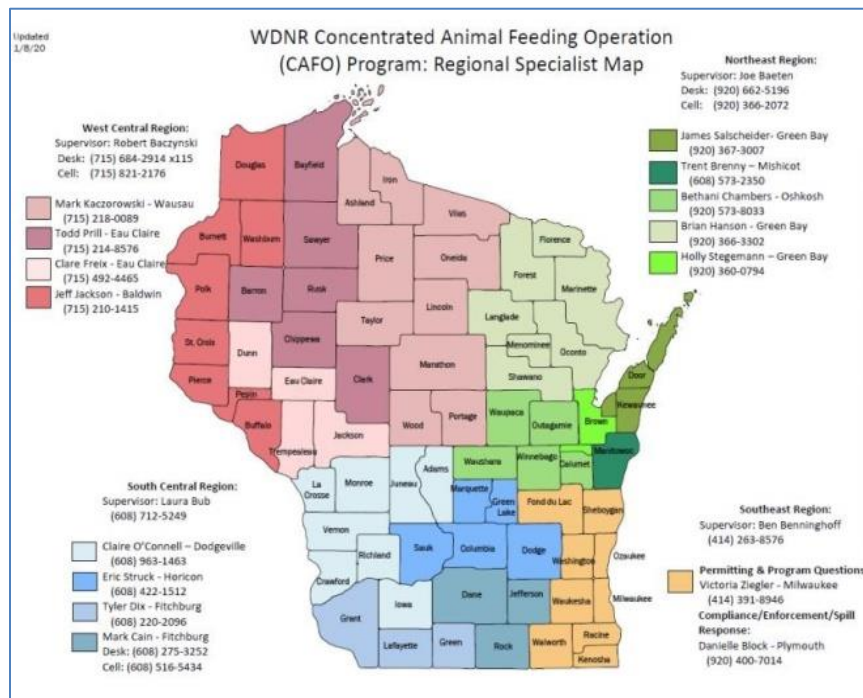 Updated
1/8/20
WDNR Concentrated Animal Feeding Operation
(CAFO) Program: Regional Specialist Map
West Central Region:
Supervisor: Robert Baczynski
Desk: (715) 684-2914 x115
Cell: (715) 821-2176
Mark Kaczorowski - Wausau
(715) 218-0089
Todd Prill - Eau Claire
(715) 214-8576
Clare Freix - Eau Claire
(715) 492-4465
Jeff Jackson - Baldwin
(715) 210-1415
Northeast Region:
Supervisor: Joe Baeten
Desk: (920) 662-5196
Cell: (920) 366-2072
James Salscheider- Green Bay
(920) 367-3007
Trent Brenny – Mishicot
(608) 573-2350
Bethani Chambers - Oshkosh
(920) 573-8033
Brian Hanson - Green Bay
(920) 366-3302
Holly Stegemann – Green Bay
(920) 360-0794
Douglas
Bayfield
Iron
Ashland
Vilas
Burnett
Washburn
Sawyer
Price
Oneida
Florence
Forest
Marinette
Polk
Barron
Rusk
Lincoln
Langlade
Taylor
Chippewa
Menominee
Oconto
St. Croix
Dunn
Marathon
Shawano
Door
Pierce
Eau Claire
Clark
Kewaunee
Pepin
Buffalo
Wood
Portage
Waupaca
Outagamie
Brown
Trempealeau
Jackson
Manitowoc
Waushara
Winnebago
Calumet
La
Crosse
Monroe
Juneau
Adams
Marquette
Green
Lake
Fond du Lac
Sheboygan
Vernon
Richland
Sauk
Columbia
Dodge
Washington
Ozaukee
Crawford
Iowa
Dane
Jefferson
Waukesha
Milwaukee
Grant
Lafayette
Green
Rock
Walworth
Racine
Kenosha
South Central Region:
Supervisor: Laura Bub
(608) 712-5249
Claire O'Connell – Dodgeville
(608) 963-1463
Eric Struck - Horicon
(608) 422-1512
Tyler Dix - Fitchburg
(608) 220-2096
Mark Cain - Fitchburg
Desk: (608) 275-3252
Cell: (608) 516-5434
Southeast Region:
Supervisor: Ben Benninghoff
(414) 263-8576
Permitting & Program Questions
Victoria Ziegler - Milwaukee
(414) 391-8946
Compliance/Enforcement/Spill
Response:
Danielle Block - Plymouth
(920) 400-7014